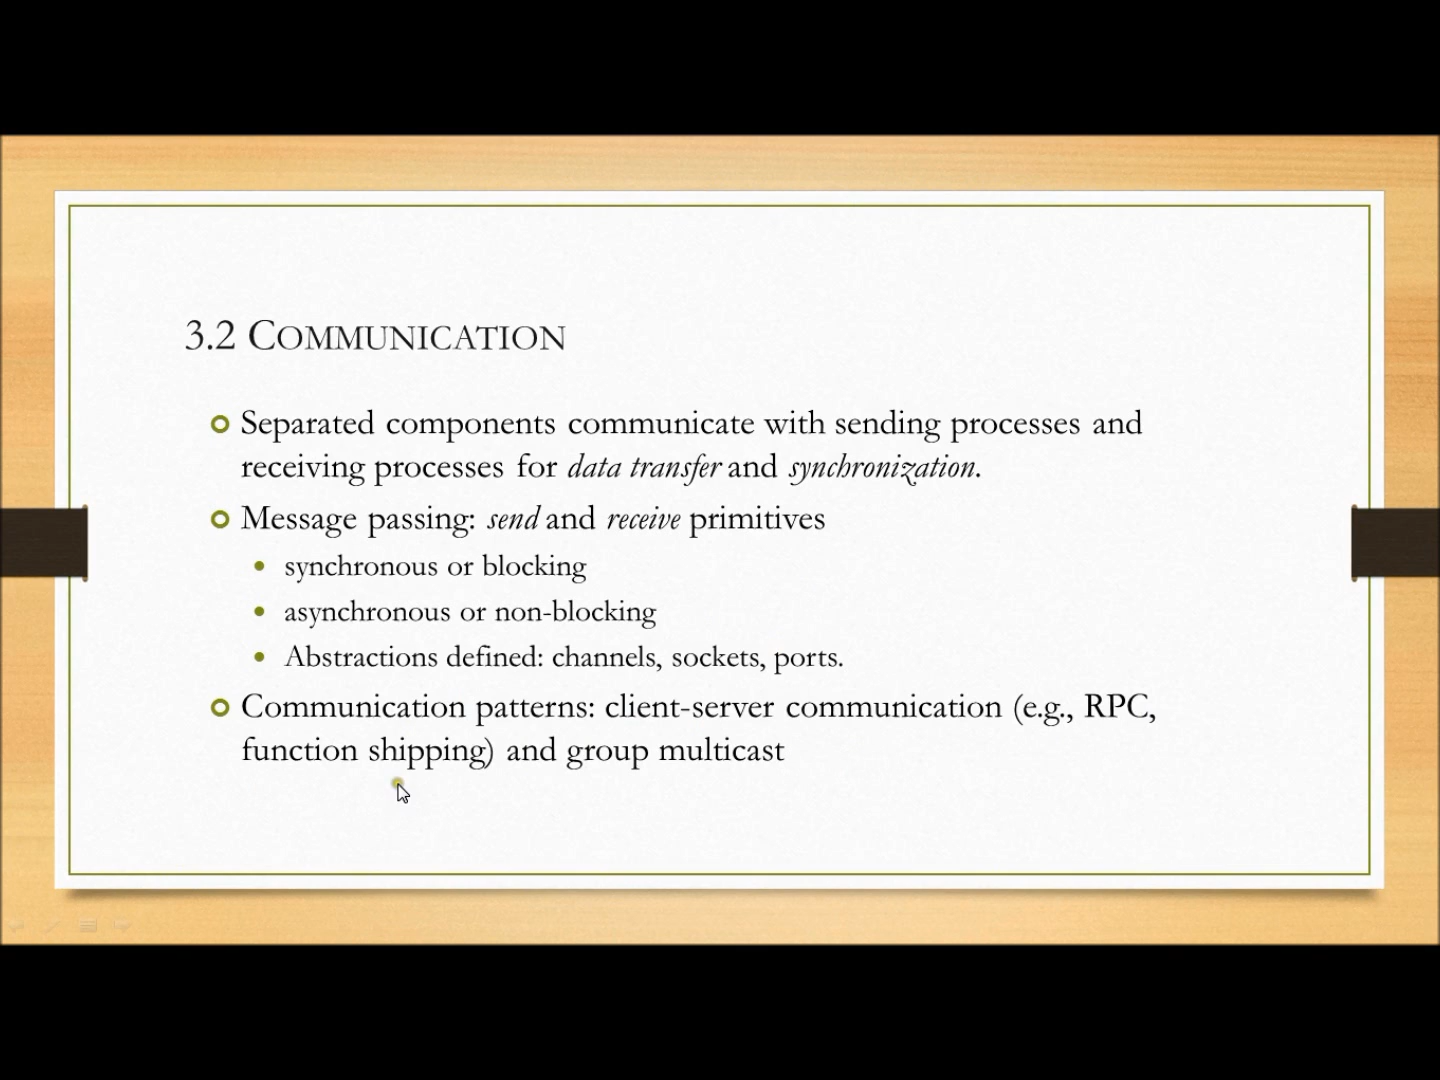 3.2 COMMUNICATION
Separated components communicate with sending processes and
receiving processes for data transfer and synchronization.
Message passing: send and receive primitives
synchronous or blocking
asynchronous or non-blocking
Abstractions defined: channels, sockets, ports.
Communication patterns: client-server communication (e.g., RPC,
function shipping) and group multicast